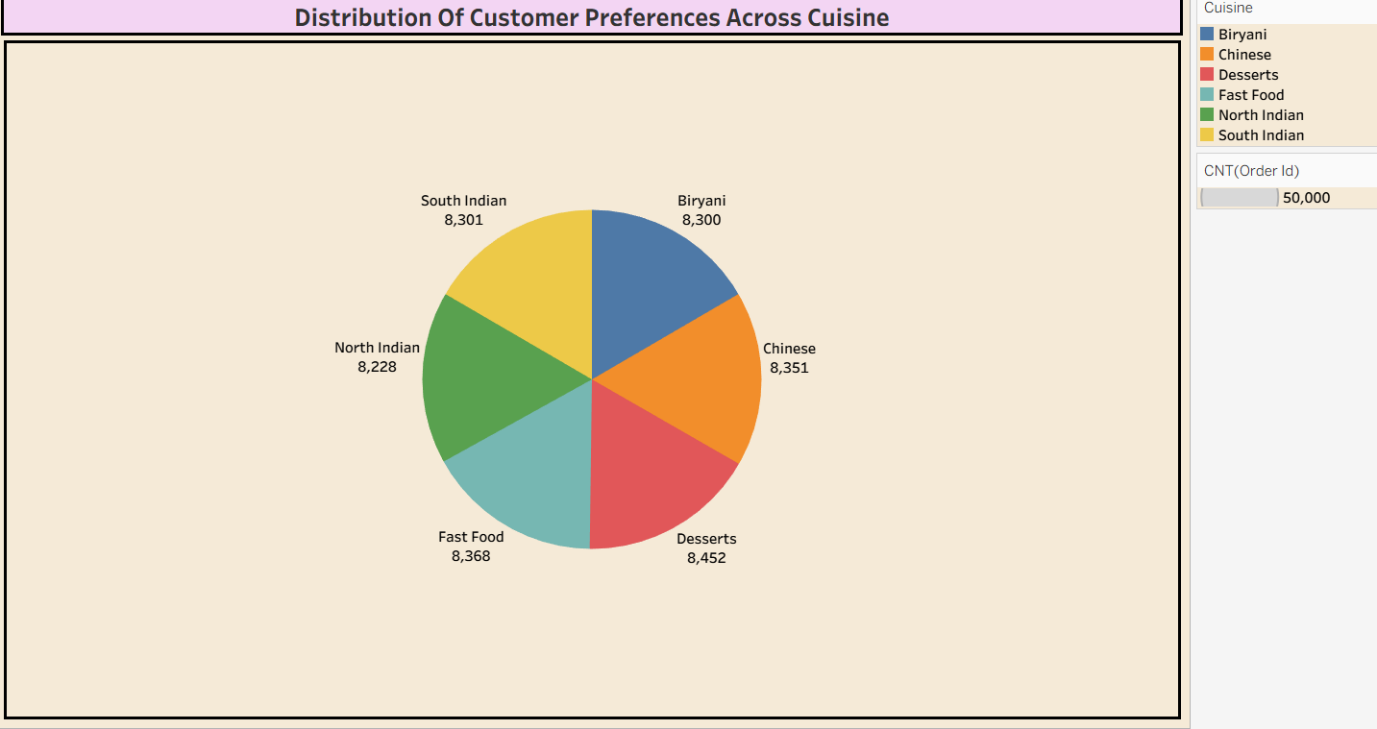 Distribution Of Customer Preferences Across Cuisine
South Indian
8,301
Biryani
8,300
North Indian
8,228
Chinese
8,351
Fast Food
8,368
Desserts
8,452
Cuisine
Biryani
Chinese
Desserts
Fast Food
North Indian
South Indian
CNT(Order Id)
50,000